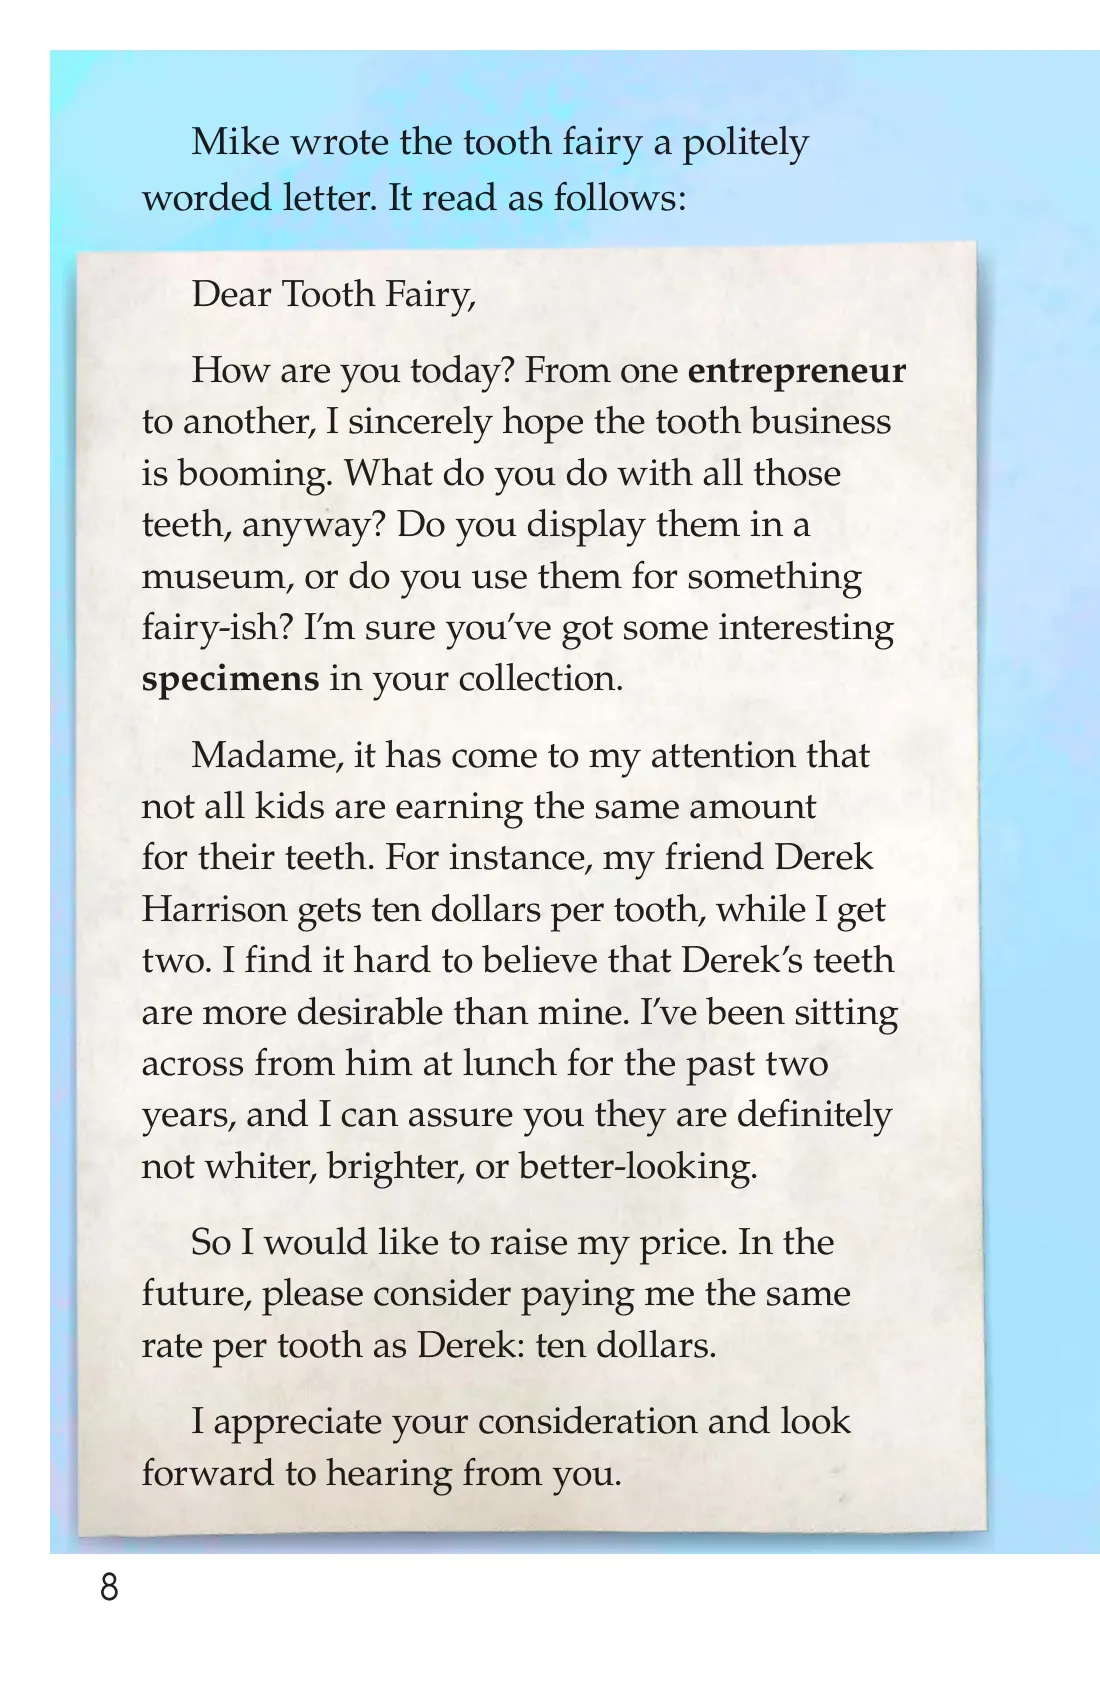 Mike wrote the tooth fairy a politely
worded letter. It read as follows:
Dear Tooth Fairy,
How are you today? From one entrepreneur
to another, I sincerely hope the tooth business
is booming. What do you do with all those
teeth, anyway? Do you display them in a
museum, or do you use them for something
fairy-ish? I’m sure you’ve got some interesting
specimens in your collection.
Madame, it has come to my attention that
not all kids are earning the same amount
for their teeth. For instance, my friend Derek
Harrison gets ten dollars per tooth, while I get
two. I find it hard to believe that Derek’s teeth
are more desirable than mine. I’ve been sitting
across from him at lunch for the past two
years, and I can assure you they are definitely
not whiter, brighter, or better-looking.
So I would like to raise my price. In the
future, please consider paying me the same
rate per tooth as Derek: ten dollars.
I appreciate your consideration and look
forward to hearing from you.
8